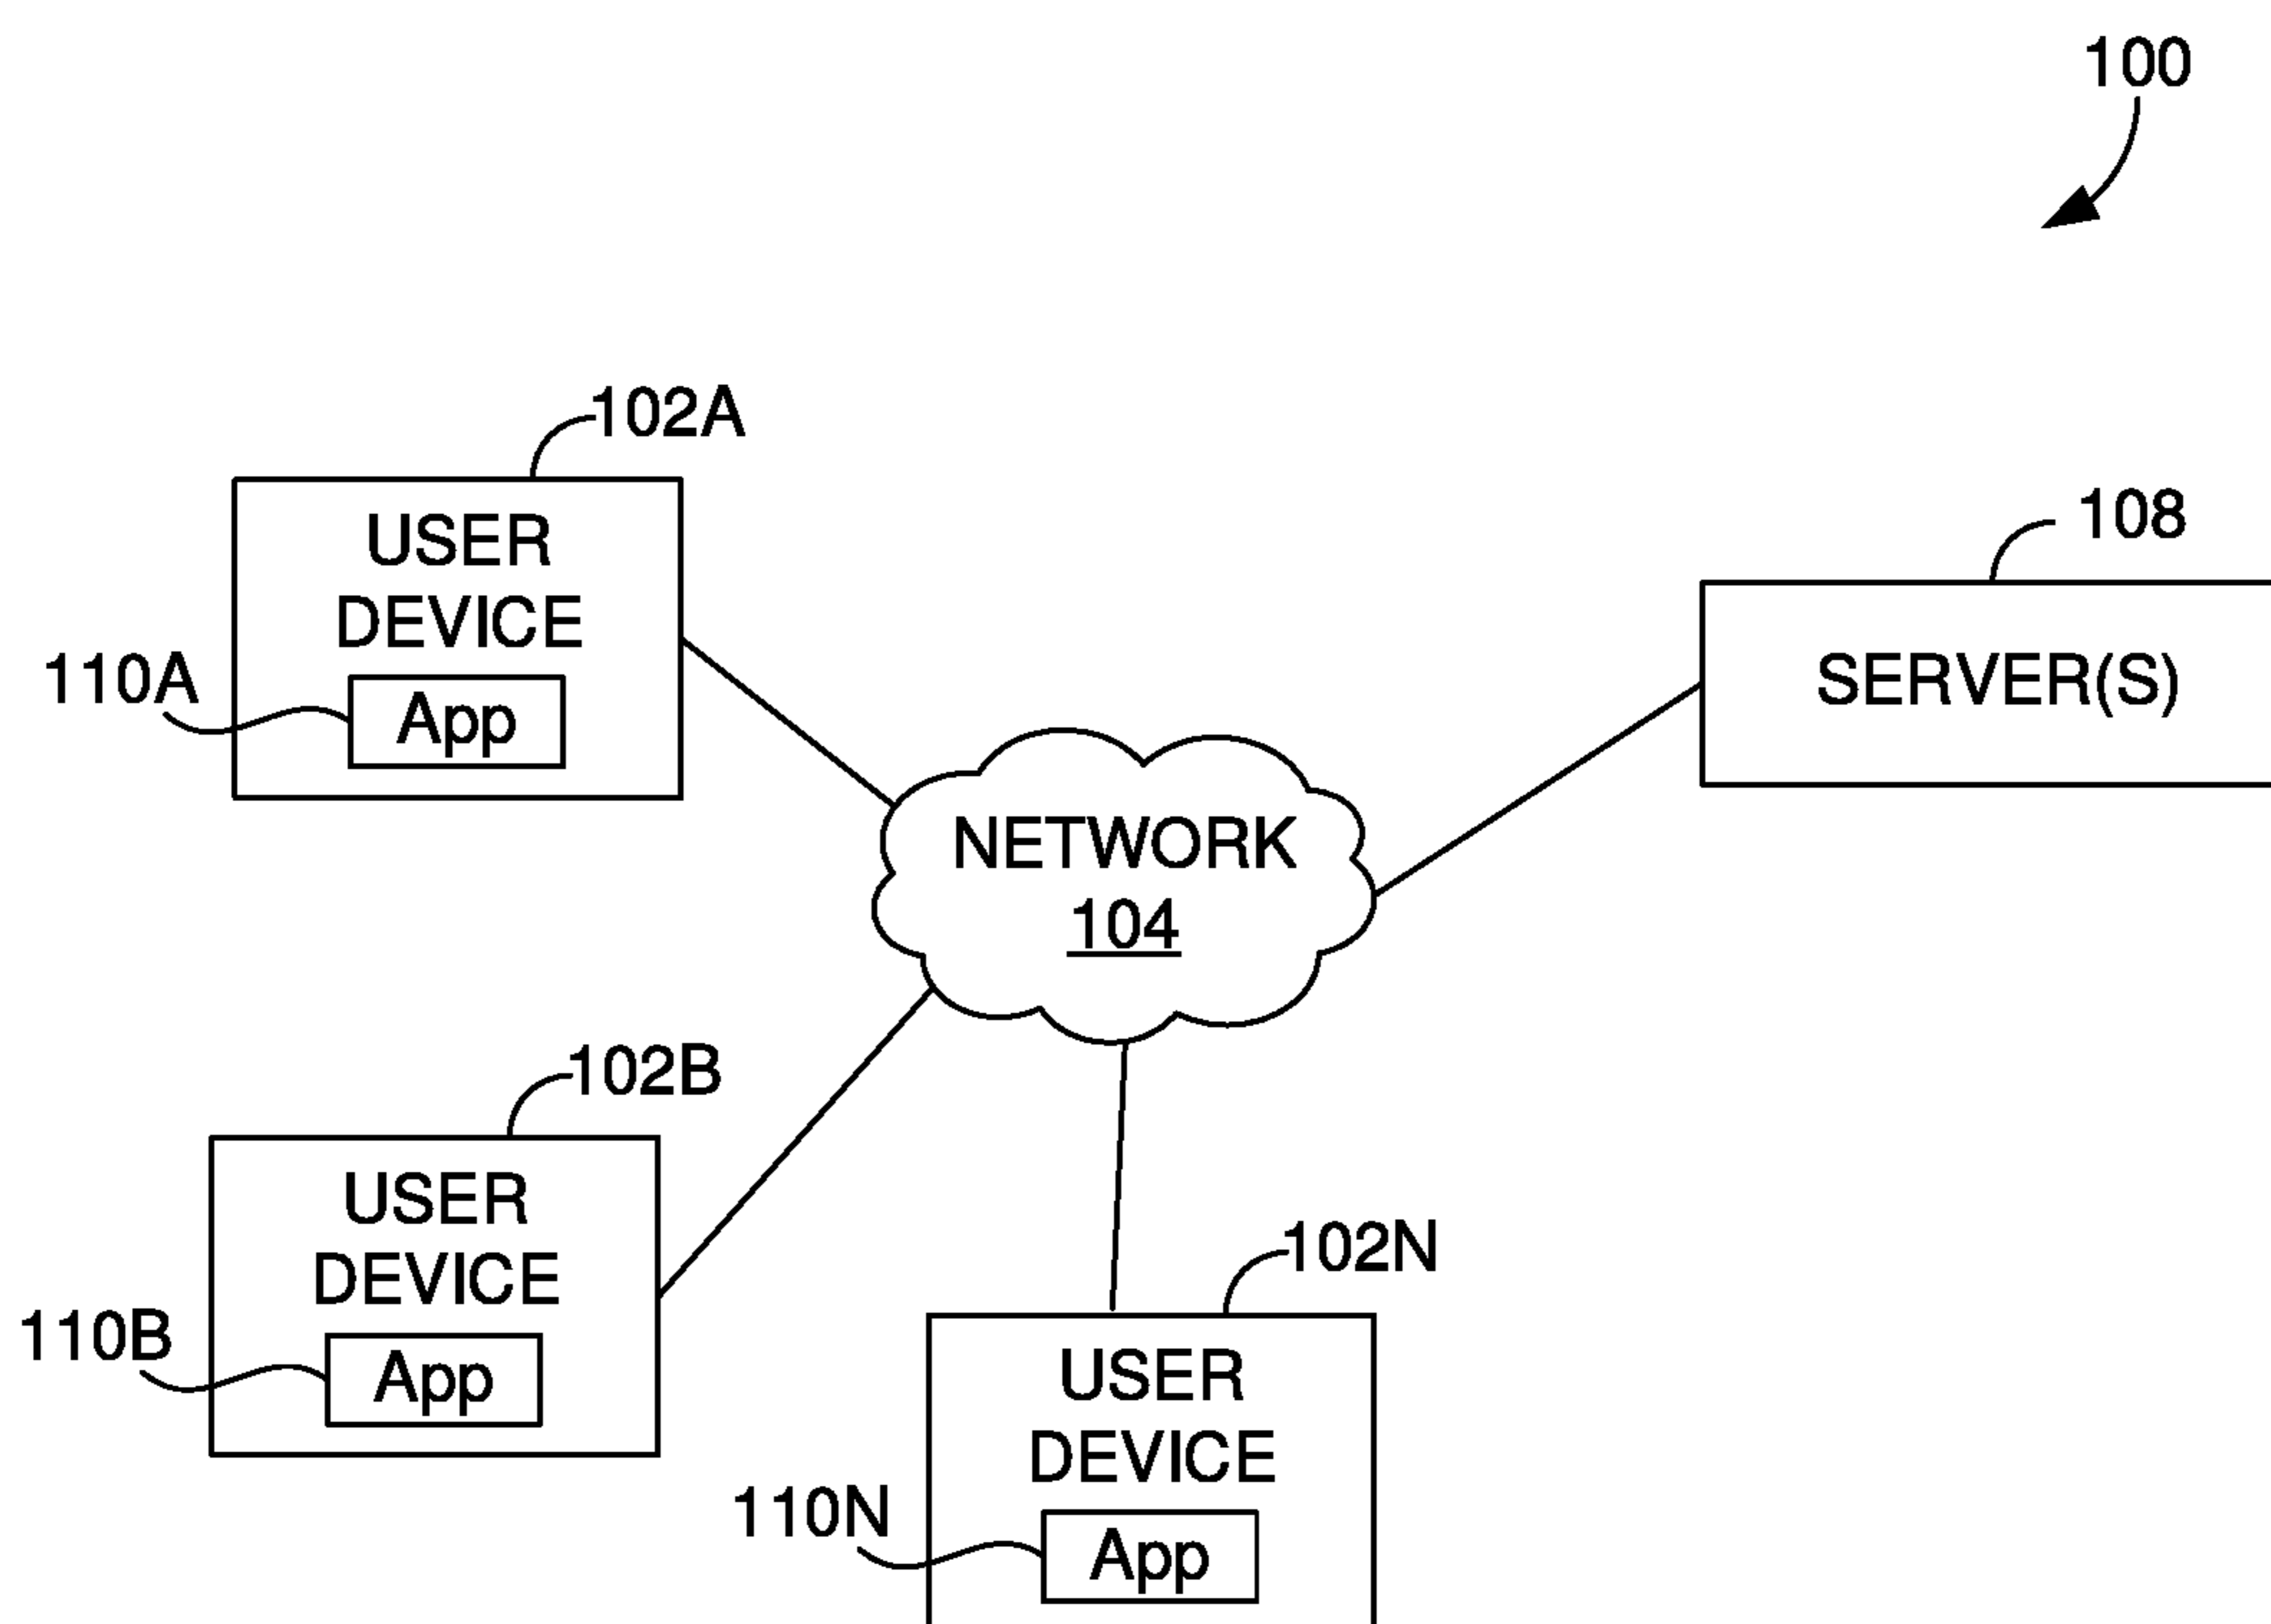 100
102A
USER
DEVICE
110A
App
108
SERVER(S)
NETWORK
104
102B
USER
DEVICE
110B
App
102N
USER
DEVICE
110N
App